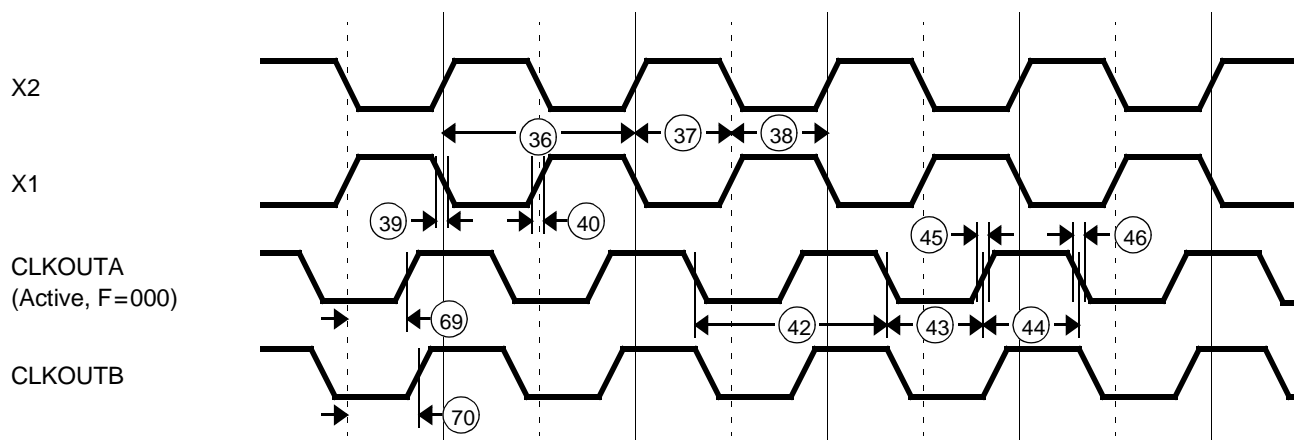 X2
36
37
38
X1
39
40
45
46
CLKOUTA
(Active, F=000)
69
42
43
44
CLKOUTB
70